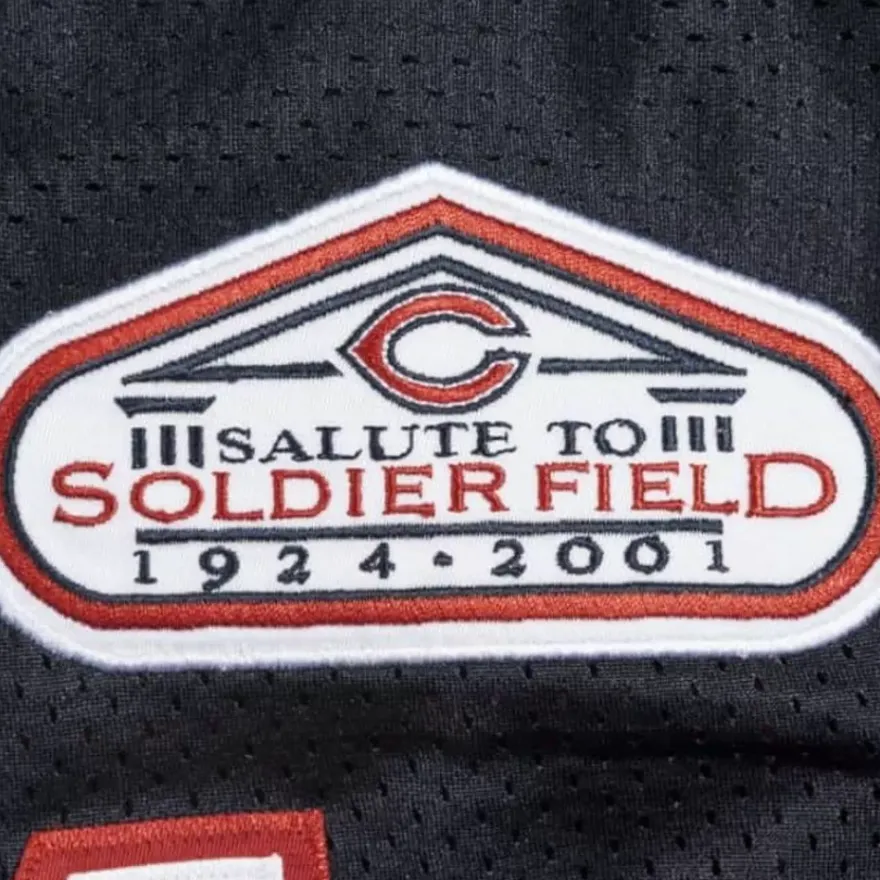 C
SALUTE TO
SOLDIER FIELD
1924-2001